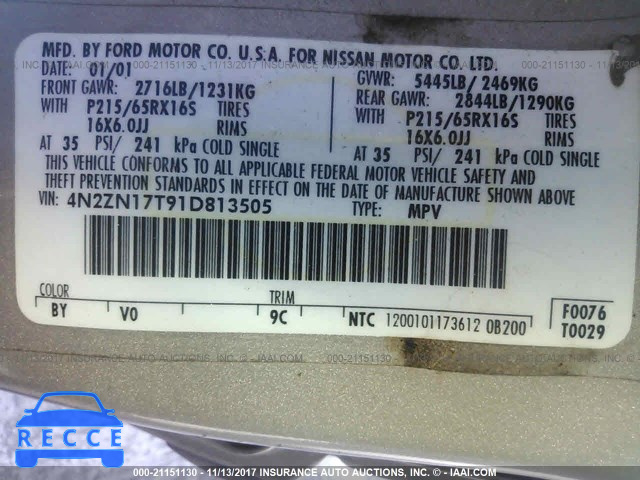 MFD. BY FORD MOTOR CO. U.S.A. FOR NISSAN MOTOR CO. LTD.
DATE: 01/01 GVWR: 5445LB/ 2469KG
FRONT GAWR: 2716LB/1231KG REAR GAWR: 2844LB/1290KG
WITH P215/65RX16S TIRES WITH P215/65RX16S TIRES
16X6.0JJ RIMS 16X6.0JJ RIMS
AT 35 PSI/ 241 kPa COLD SINGLE AT 35 PSI/ 241 kPa COLD SINGLE
THIS VEHICLE CONFORMS TO ALL APPLICABLE FEDERAL MOTOR VEHICLE SAFETY AND
THEFT PREVENTION STANDARDS IN EFFECT ON THE DATE OF MANUFACTURE SHOWN ABOVE.
VIN: 4N2ZN17T91D813505 TYPE: MPV
COLOR TRIM
BY V0 9C NTC 1200101173612 0B200
F0076
T0029
RECCE
000-21151130 - 11/13/2017 INSURANCE AUTO AUCTIONS, INC. - IAAI.COM